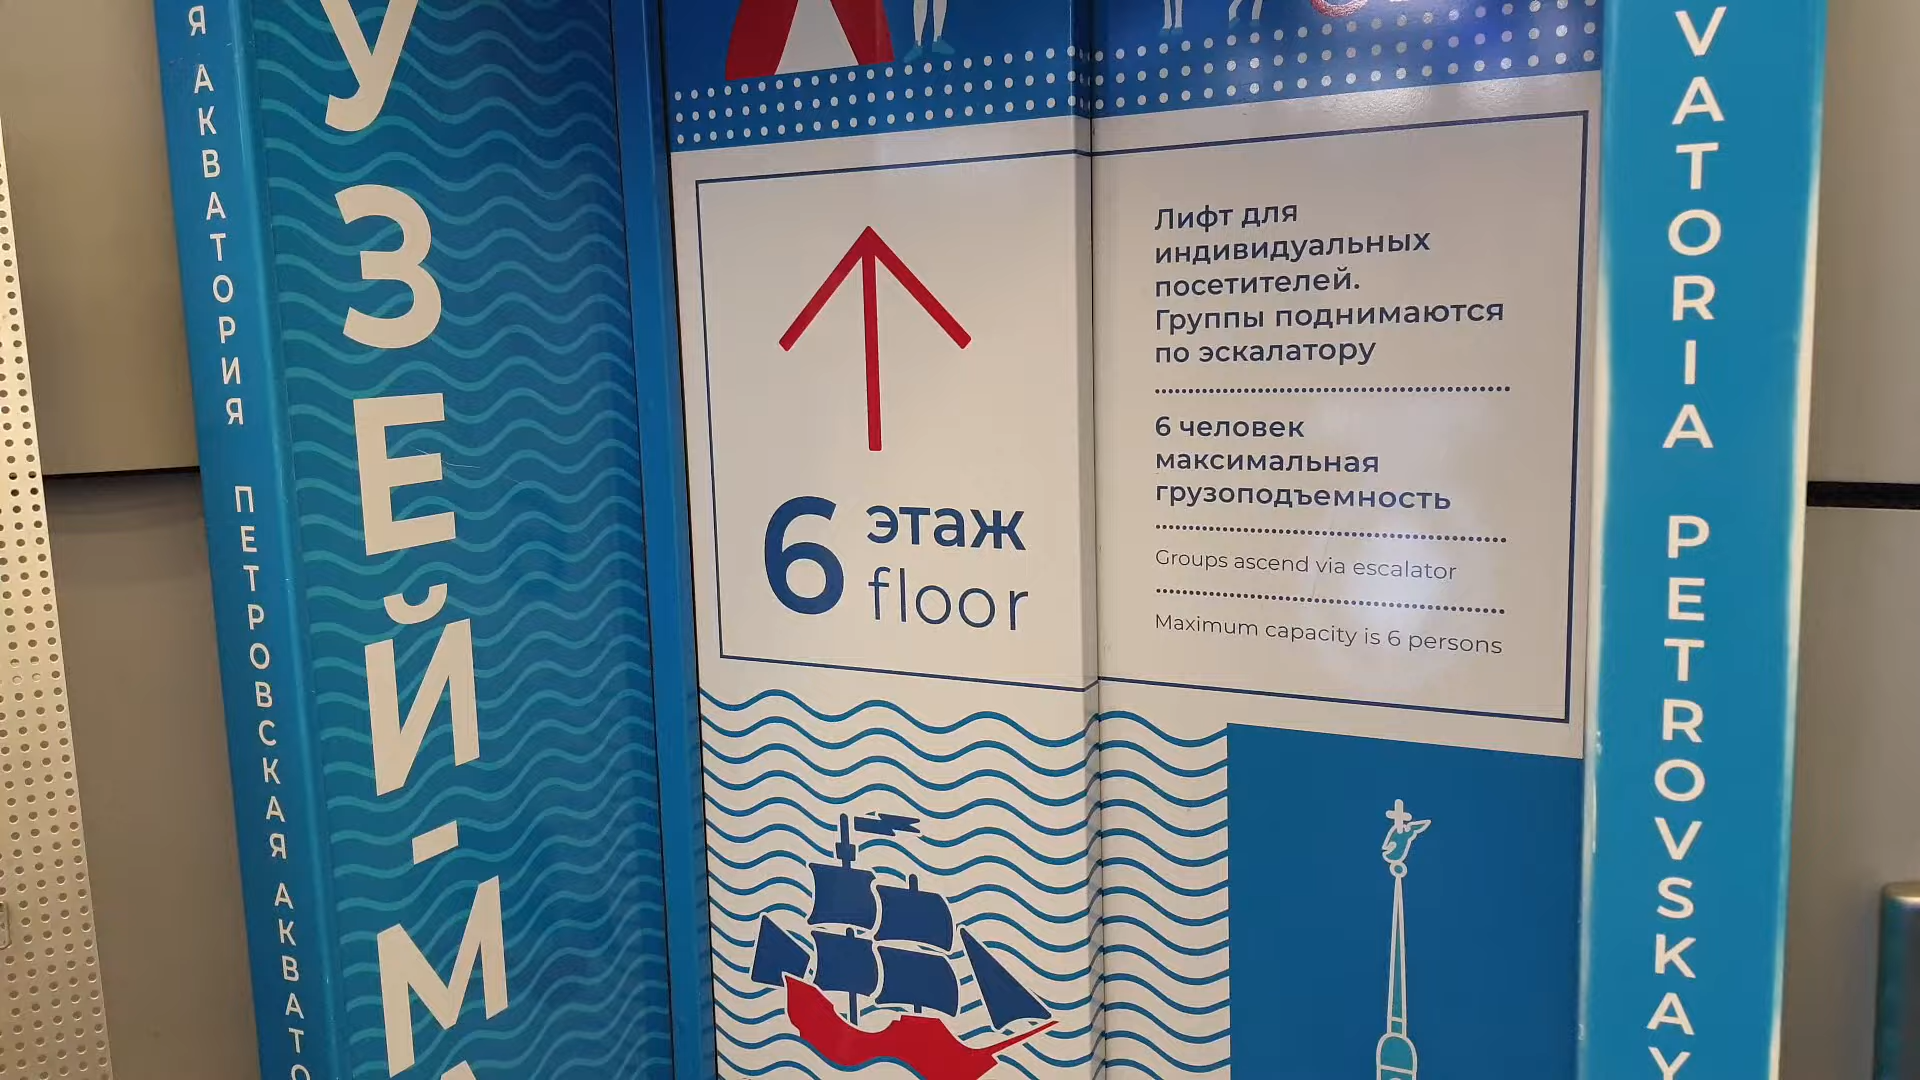 Я АКВАТОРИЯ ПЕТРОВСКАЯ АКВАТО
УЗЕЙ-М
6 этаж
floor
Лифт для
индивидуальных
посетителей.
Группы поднимаются
по эскалатору
6 человек
максимальная
грузоподъемность
Groups ascend via escalator
Maximum capacity is 6 persons
VATORIA PETROVSKAY